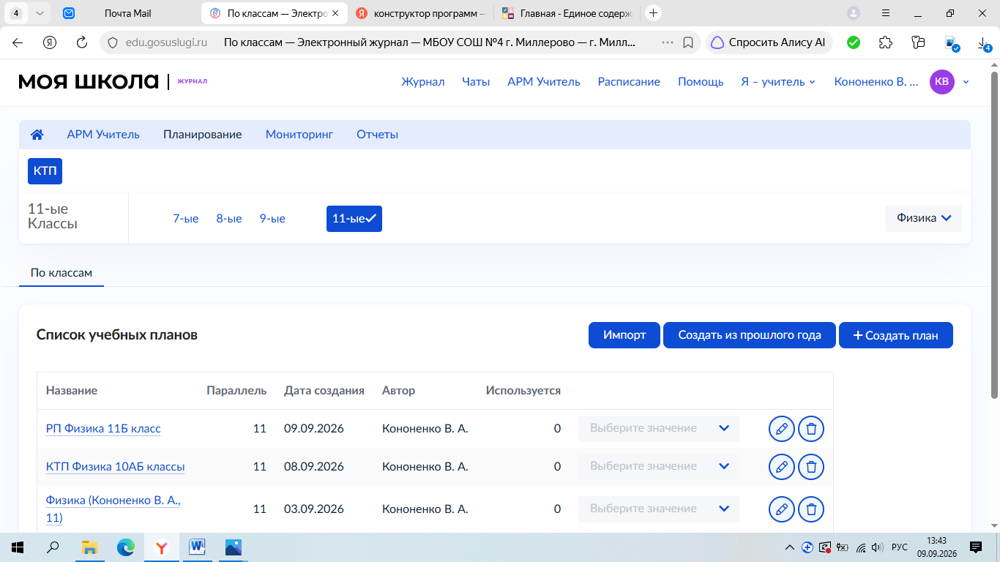 4
Почта Mail
По классам — Электро
конструктор программ —
Главная - Единое содерж
edu.gosuslugi.ru
По классам — Электронный журнал — МБОУ СОШ №4 г. Миллерово — г. Милл...
Спросить Алису AI
4
МОЯ ШКОЛА | ЖУРНАЛ
Журнал
Чаты
АРМ Учитель
Расписание
Помощь
Я – учитель
Кононенко В. ...
КВ
АРМ Учитель
Планирование
Мониторинг
Отчеты
КТП
11-ые
Классы
7-ые
8-ые
9-ые
11-ые
Физика
По классам
Список учебных планов
Импорт
Создать из прошлого года
+ Создать план
Название Параллель Дата создания Автор Используется
РП Физика 11Б класс 11 09.09.2026 Кононенко В. А. 0 Выберите значение
КТП Физика 10АБ классы 11 08.09.2026 Кононенко В. А. 0 Выберите значение
Физика (Кононенко В. А.,
11) 11 03.09.2026 Кононенко В. А. 0 Выберите значение
РУС
13:43
09.09.2026